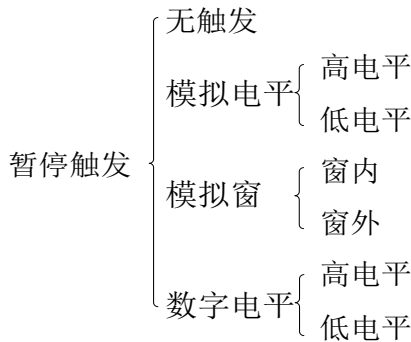 无触发
模拟电平
高电平
低电平
暂停触发
模拟窗
窗内
窗外
数字电平
高电平
低电平